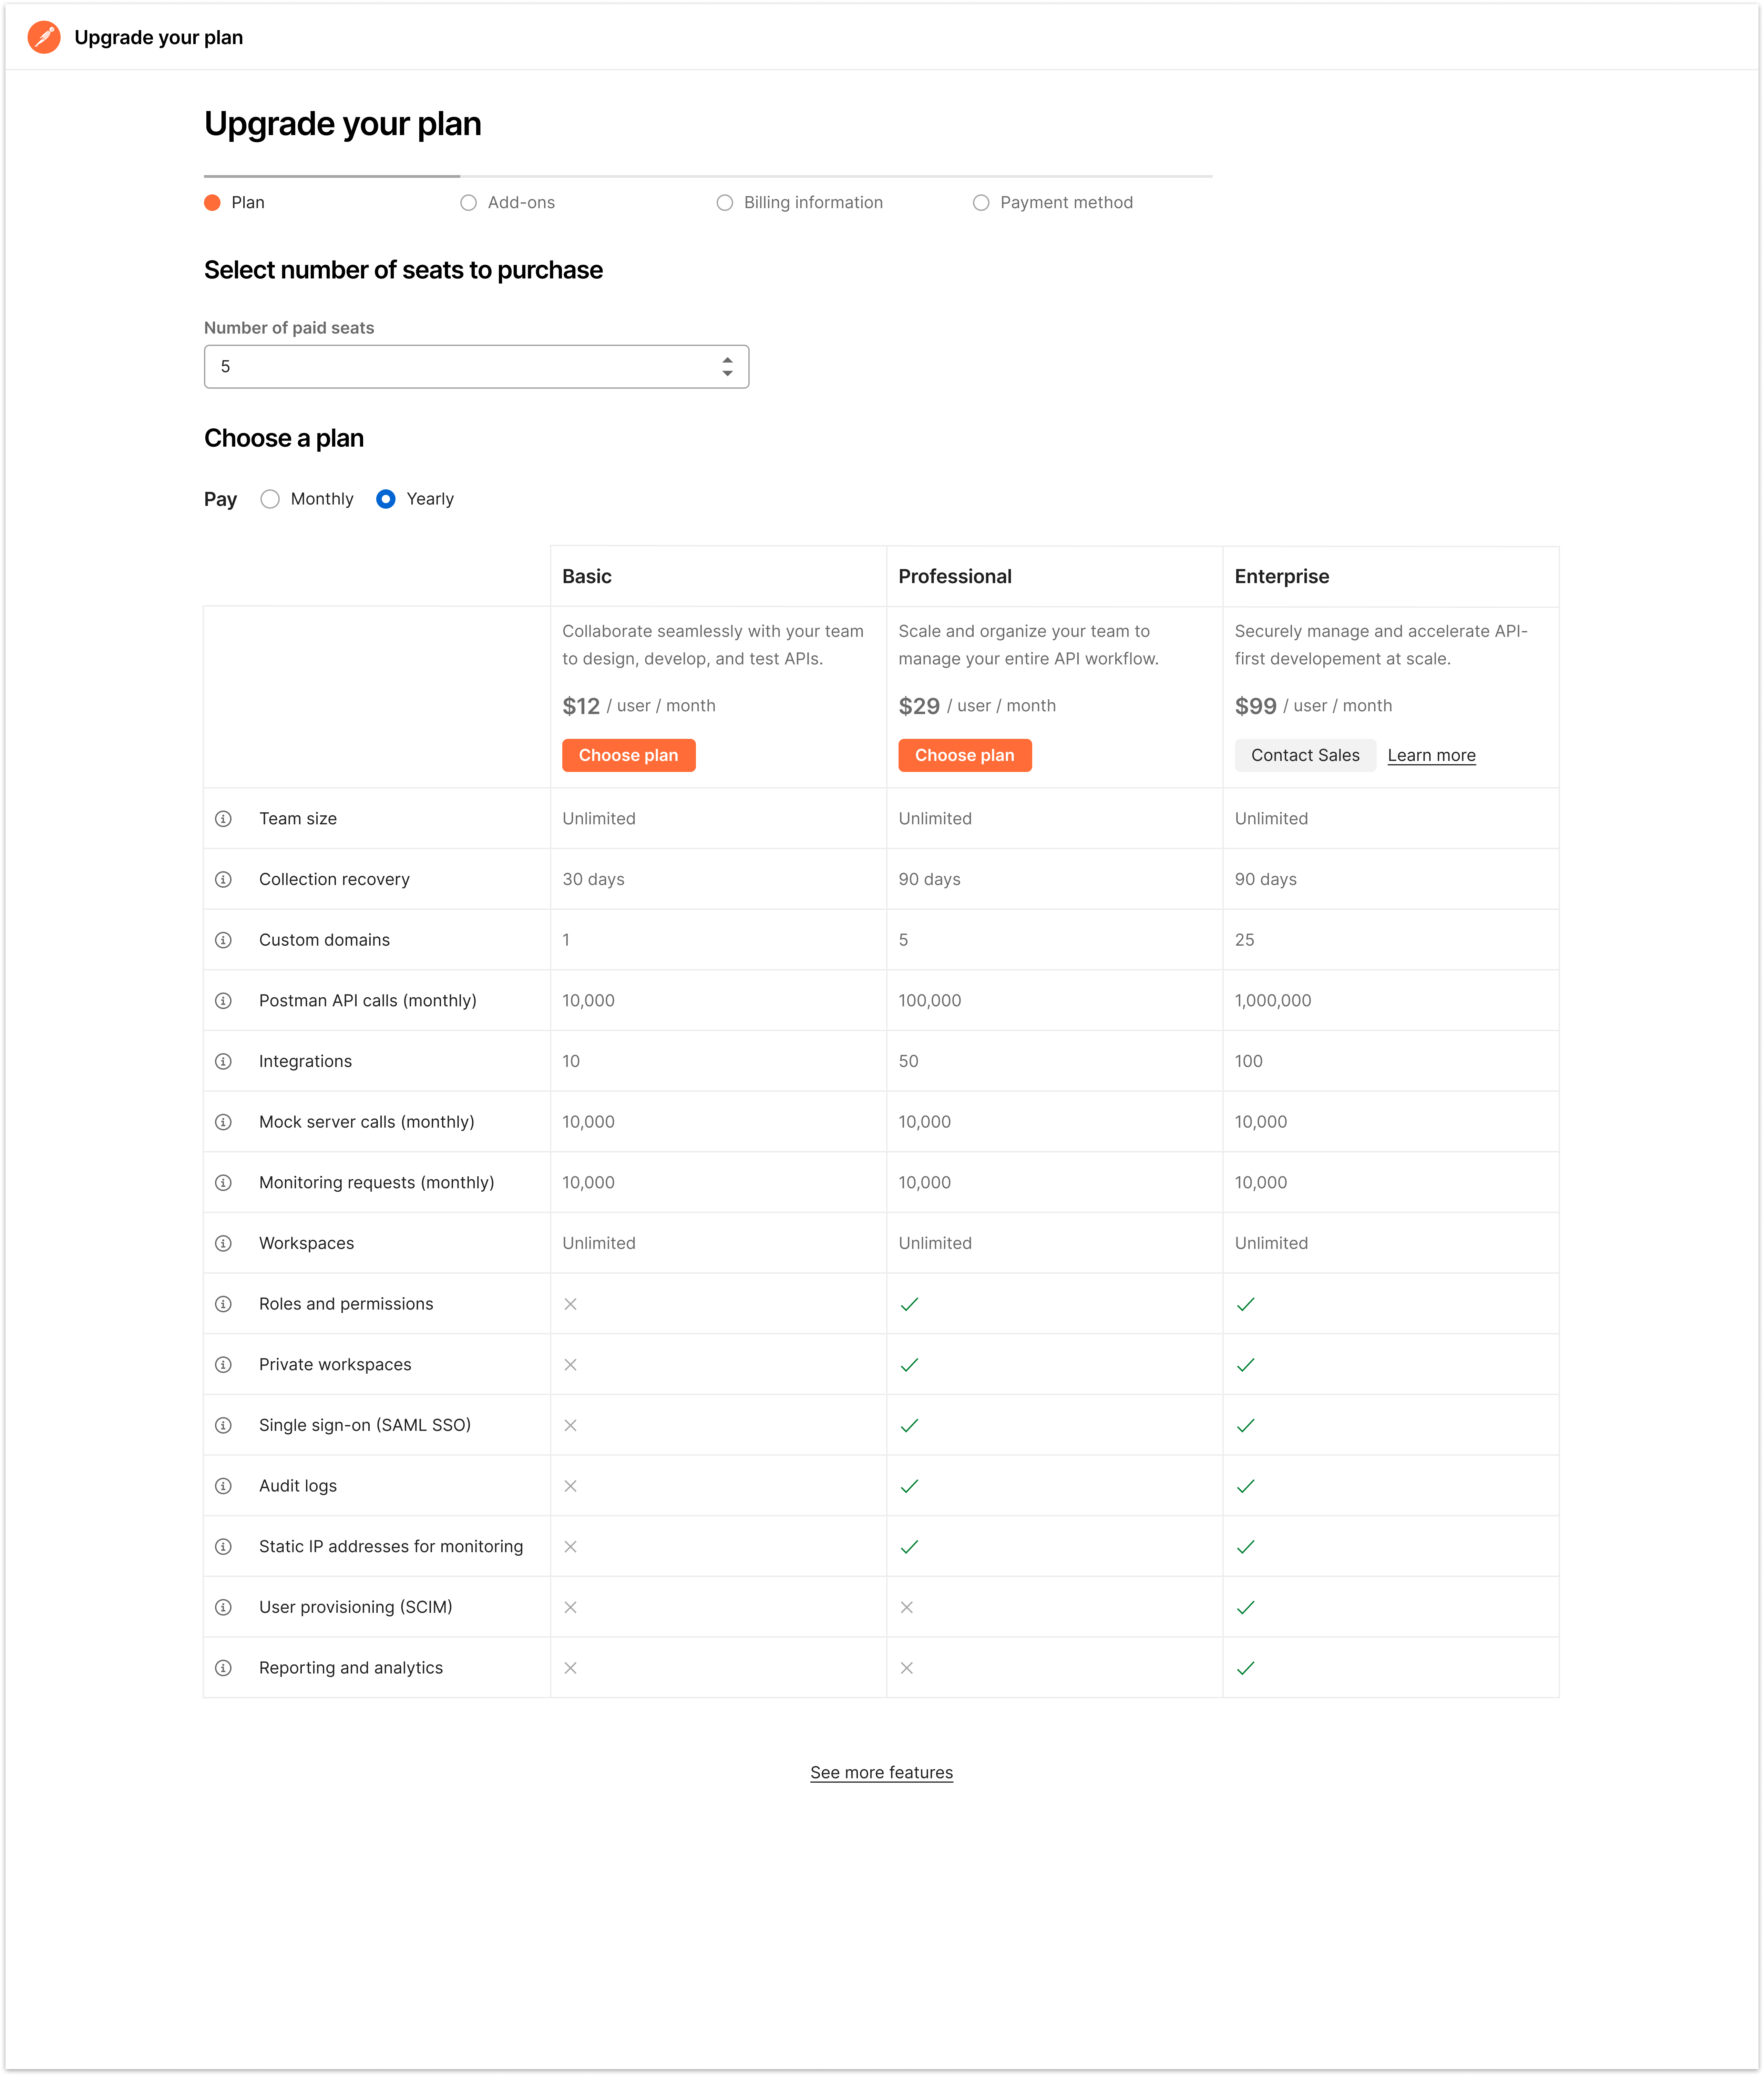 Upgrade your plan
Upgrade your plan
Plan Add-ons Billing information Payment method
Select number of seats to purchase
Number of paid seats
5
Choose a plan
Pay Monthly Yearly
Basic Professional Enterprise
Collaborate seamlessly with your team
to design, develop, and test APIs.
$12 / user / month
Choose plan
Scale and organize your team to
manage your entire API workflow.
$29 / user / month
Choose plan
Securely manage and accelerate API-
first developement at scale.
$99 / user / month
Contact Sales Learn more
Team size Unlimited Unlimited Unlimited
Collection recovery 30 days 90 days 90 days
Custom domains 1 5 25
Postman API calls (monthly) 10,000 100,000 1,000,000
Integrations 10 50 100
Mock server calls (monthly) 10,000 10,000 10,000
Monitoring requests (monthly) 10,000 10,000 10,000
Workspaces Unlimited Unlimited Unlimited
Roles and permissions
Private workspaces
Single sign-on (SAML SSO)
Audit logs
Static IP addresses for monitoring
User provisioning (SCIM)
Reporting and analytics
See more features